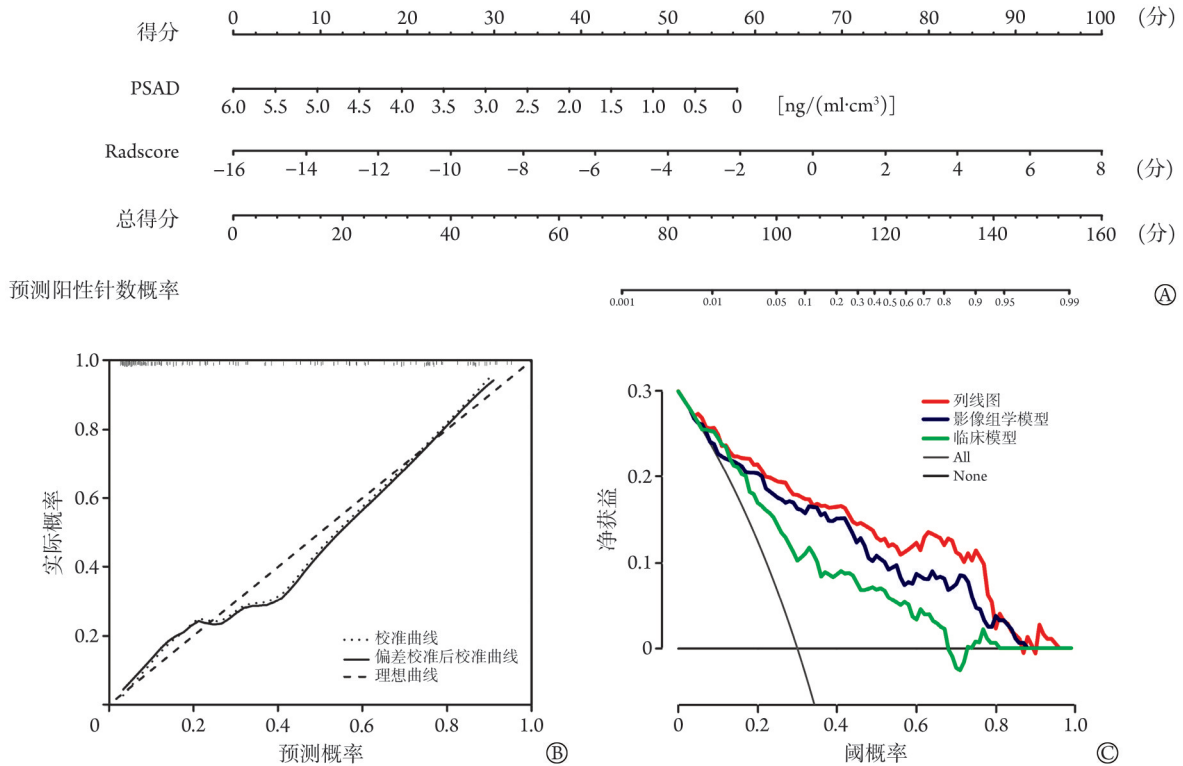 得分 0 10 20 30 40 50 60 70 80 90 100 (分)
PSAD 6.0 5.5 5.0 4.5 4.0 3.5 3.0 2.5 2.0 1.5 1.0 0.5 0 [ng/(ml·cm³)]
Radscore −16 −14 −12 −10 −8 −6 −4 −2 0 2 4 6 8 (分)
总得分 0 20 40 60 80 100 120 140 160 (分)
预测阳性针数概率 0.001 0.01 0.05 0.1 0.2 0.3 0.4 0.5 0.6 0.7 0.8 0.9 0.95 0.99 Ⓐ
1.0
0.8
0.6
0.4
0.2
实际概率
校准曲线
偏差校准后校准曲线
理想曲线
0 0.2 0.4 0.6 0.8 1.0
预测概率 Ⓑ
0.3
0.2
0.1
0
净获益
列线图
影像组学模型
临床模型
All
None
0 0.2 0.4 0.6 0.8 1.0
阈概率 Ⓒ